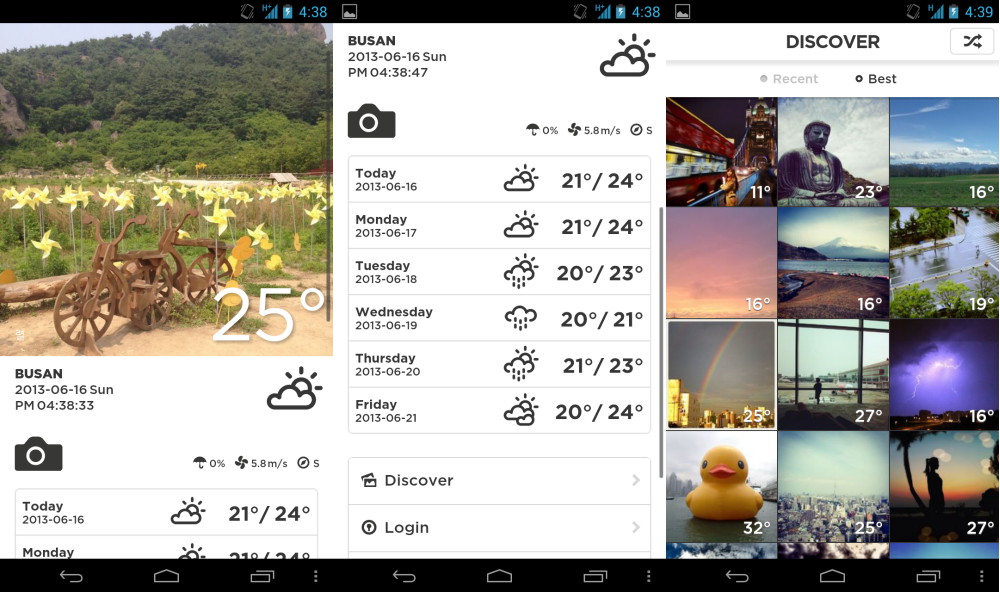 4:38
25°
BUSAN
2013-06-16 Sun
PM 04:38:33
0% 5.8m/s S
Today
2013-06-16
21°/ 24°
Monday
21°/ 24°
4:38
BUSAN
2013-06-16 Sun
PM 04:38:47
0% 5.8m/s S
Today
2013-06-16
21°/ 24°
Monday
2013-06-17
21°/ 24°
Tuesday
2013-06-18
20°/ 23°
Wednesday
2013-06-19
20°/ 21°
Thursday
2013-06-20
21°/ 23°
Friday
2013-06-21
20°/ 24°
Discover
Login
H 4:39
DISCOVER
Recent Best
11° 23° 16°
16° 16° 19°
25° 27° 16°
32° 25° 27°